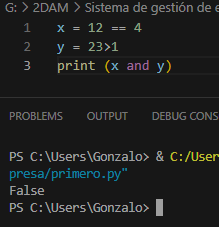 G: > 2DAM > Sistema de gestión de e
1 x = 12 == 4
2 y = 23>1
3 print (x and y)
PROBLEMS OUTPUT DEBUG CONS
PS C:\Users\Gonzalo> & C:/User
presa/primero.py"
False
PS C:\Users\Gonzalo>